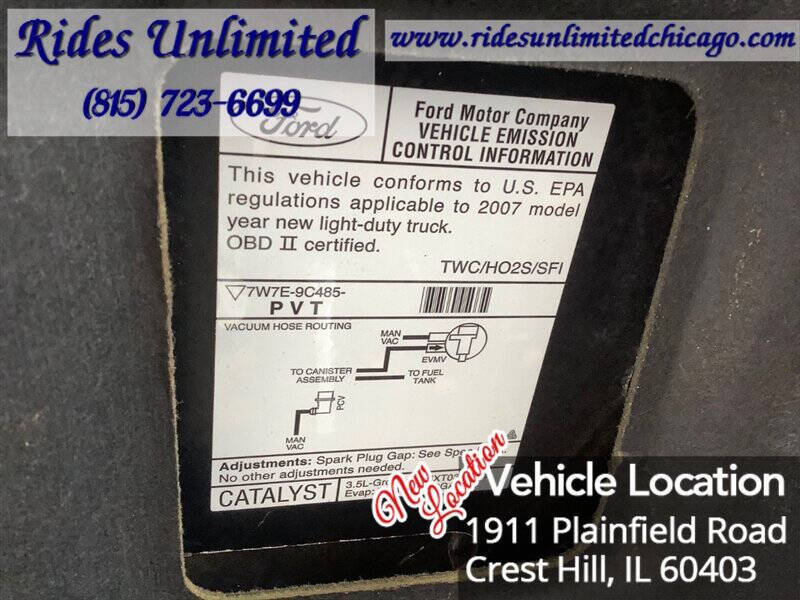 Rides Unlimited
(815) 723-6699
www.ridesunlimitedchicago.com
Ford
Ford Motor Company
VEHICLE EMISSION
CONTROL INFORMATION
This vehicle conforms to U.S. EPA
regulations applicable to 2007 model
year new light-duty truck.
OBD II certified.
TWC/HO2S/SFI
7W7E-9C485-
PVT
VACUUM HOSE ROUTING
MAN
VAC
EVMV
TO CANISTER
ASSEMBLY
TO FUEL
TANK
PCV
MAN
VAC
Adjustments: Spark Plug Gap: See
No other adjustments needed.
CATALYST
3.5L-
Evap:
New
Location
Vehicle Location
1911 Plainfield Road
Crest Hill, IL 60403